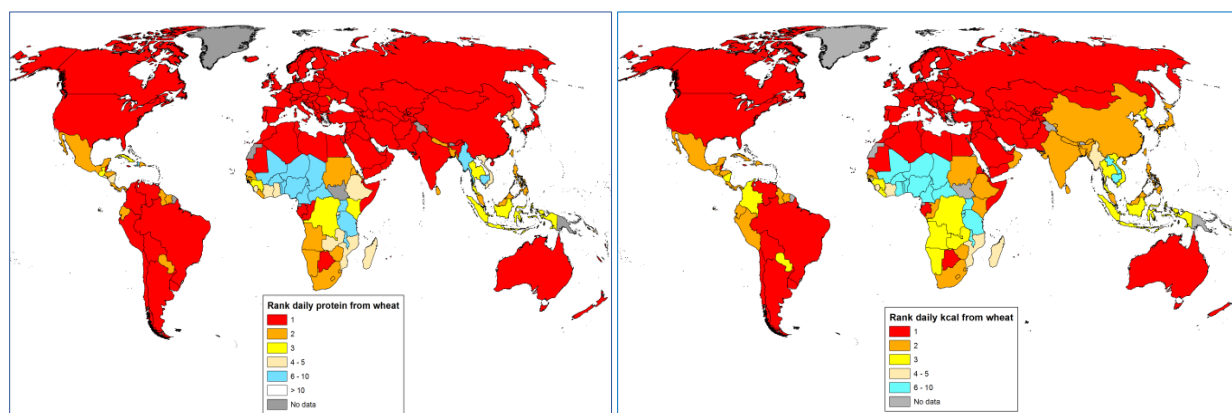 Rank daily protein from wheat
1
2
3
4 - 5
6 - 10
> 10
No data
Rank daily kcal from wheat
1
2
3
4 - 5
6 - 10
No data